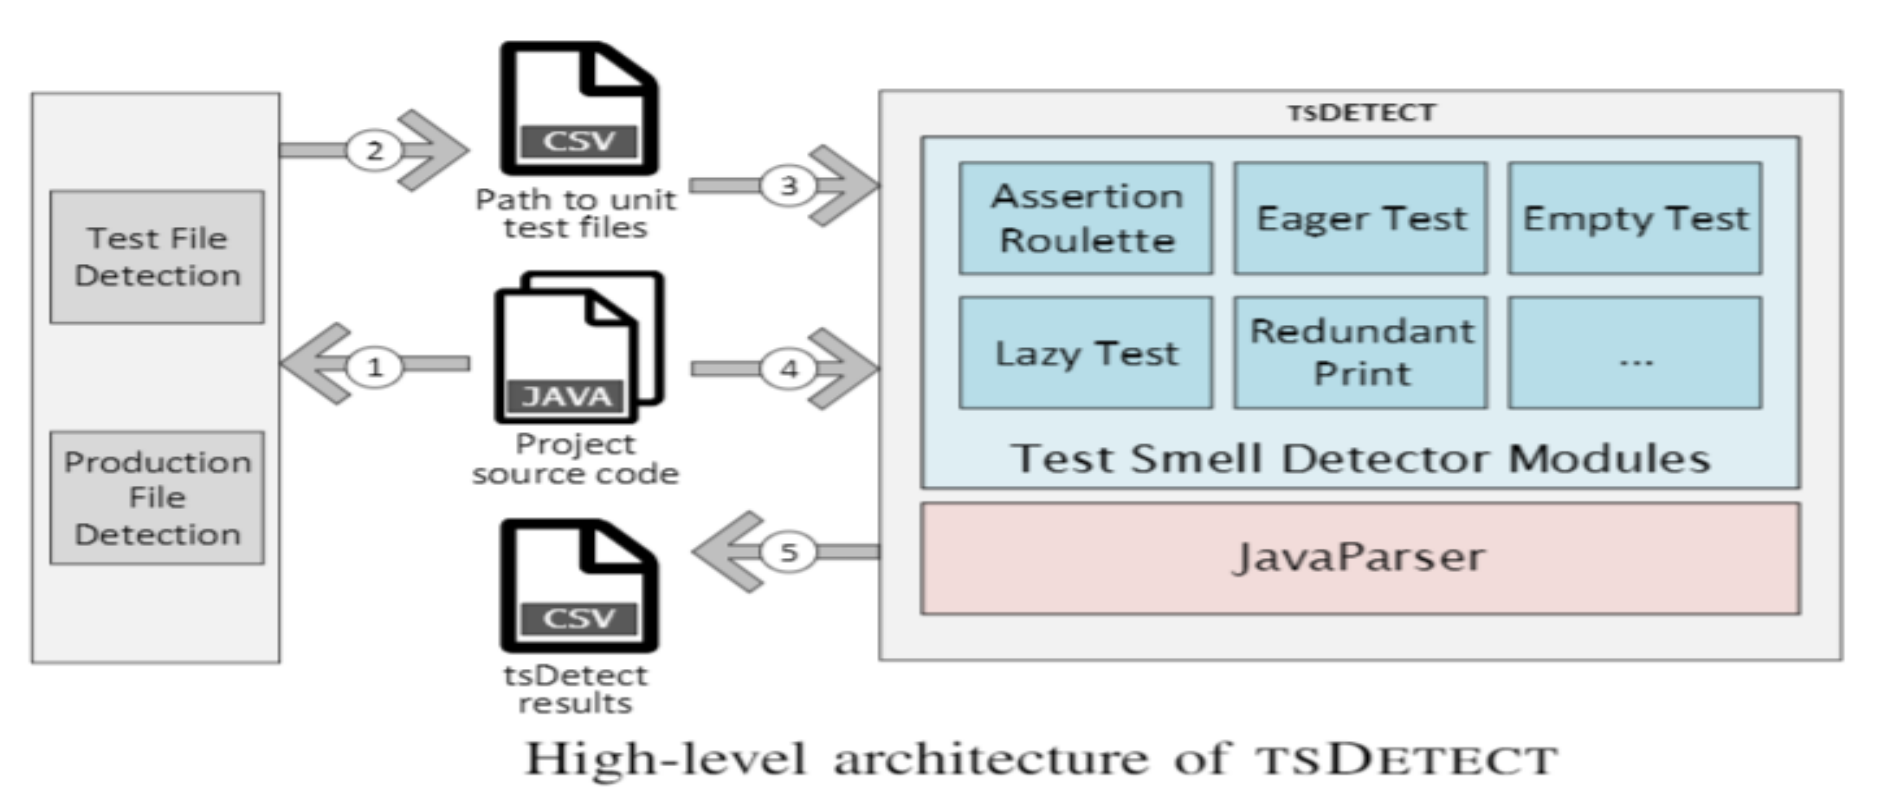 Test File
Detection
Production
File
Detection
2
CSV
Path to unit
test files
1
JAVA
Project
source code
3
4
5
CSV
tsDetect
results
TSDETECT
Assertion
Roulette
Eager Test
Empty Test
Lazy Test
Redundant
Print
...
Test Smell Detector Modules
JavaParser
High-level architecture of TSDETECT